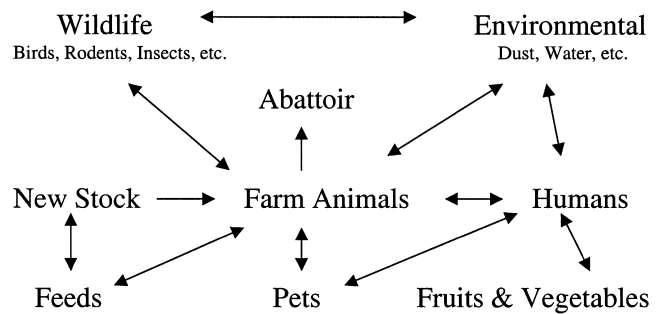 Wildlife
Birds, Rodents, Insects, etc.
Environmental
Dust, Water, etc.
Abattoir
New Stock
Farm Animals
Humans
Feeds
Pets
Fruits & Vegetables